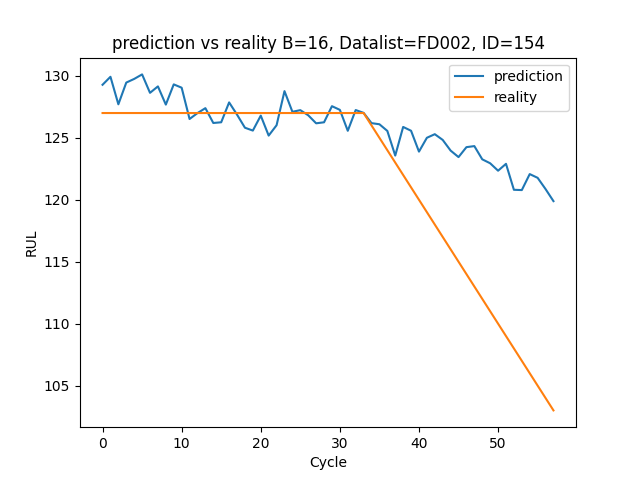 prediction vs reality B=16, Datalist=FD002, ID=154
prediction
reality
130
125
120
115
110
105
RUL
0 10 20 30 40 50
Cycle